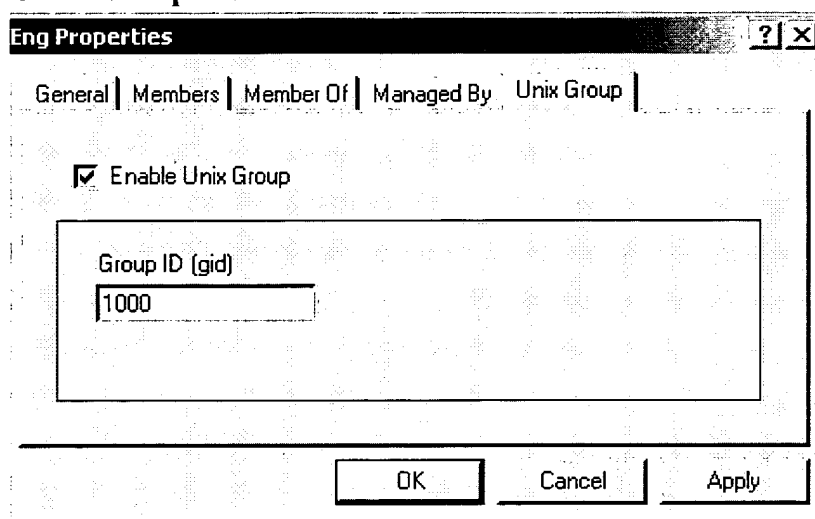 Eng Properties ? ×
General Members Member Of Managed By Unix Group
Enable Unix Group
Group ID (gid)
1000
OK Cancel Apply